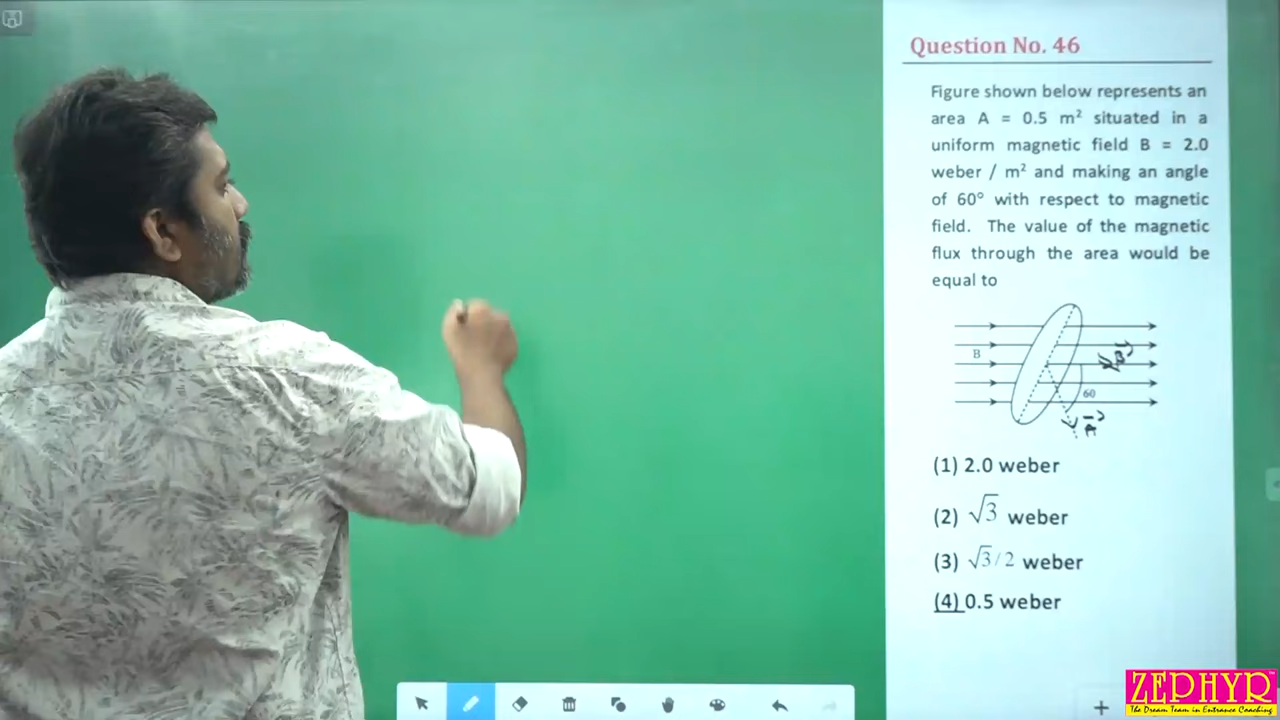 Question No. 46
Figure shown below represents an
area A = 0.5 m² situated in a
uniform magnetic field B = 2.0
weber / m² and making an angle
of 60° with respect to magnetic
field. The value of the magnetic
flux through the area would be
equal to
B
60
(1) 2.0 weber
(2) √3 weber
(3) √3/2 weber
(4) 0.5 weber
ZEPHYR
The Dream Team in Entrance Coaching